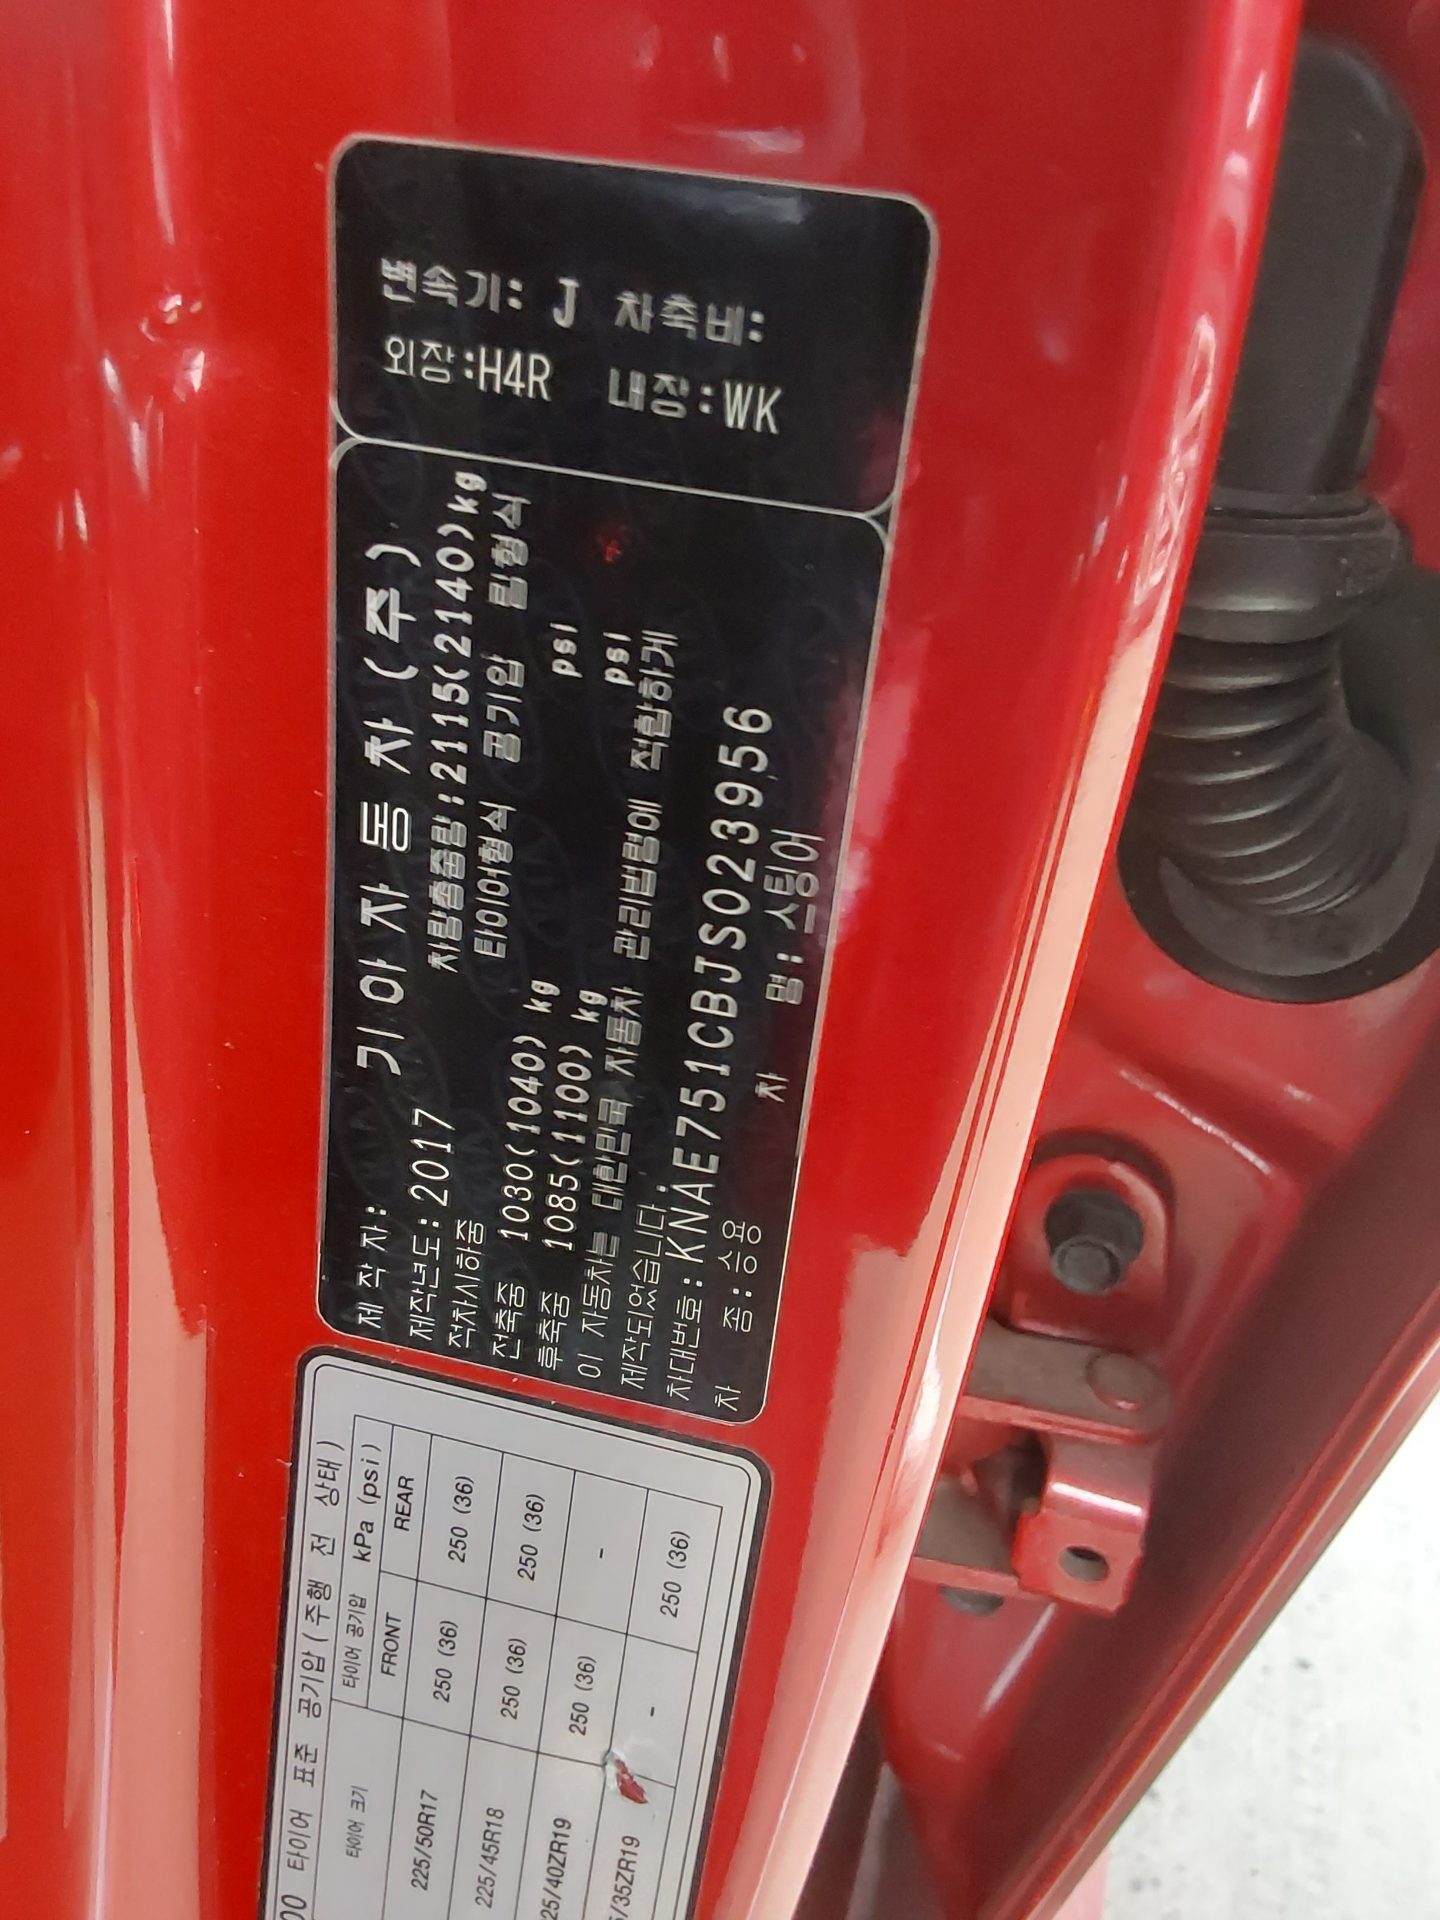 변속기: J 차축비:
외장:H4R 내장:WK
제 작 자: 기아자동차(주)
제작년도:2017 차량총중량:2115(2140)kg
적차시하중 타이어형식 공기압 림형식
전축중 1030(1040) kg psi
후축중 1085(1100) kg psi
이 자동차는 대한민국 자동차 관리법령에 적합하게
제작되었습니다.
차대번호:KNAE751CBJS023956
차 종:승용 차 명:스팅어
00 타이어 표준 공기압(주행 전 상태)
타이어 크기 타이어 공기압 kPa (psi)
FRONT REAR
225/50R17 250 (36) 250 (36)
225/45R18 250 (36) 250 (36)
25/40ZR19 250 (36) -
5/35ZR19 - 250 (36)